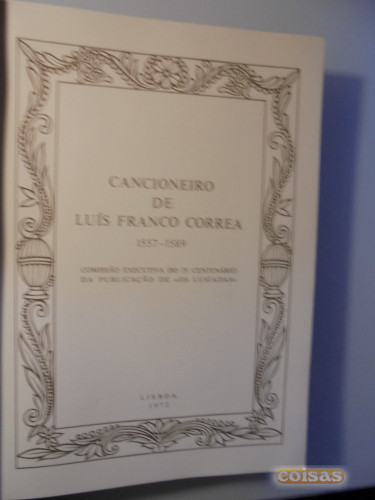 CANCIONEIRO
DE
LUÍS FRANCO CORREA
1557-1589
COMISSÃO EXECUTIVA DO IV CENTENÁRIO
DA PUBLICAÇÃO DE «OS LUSÍADAS»
LISBOA
1972
coisas